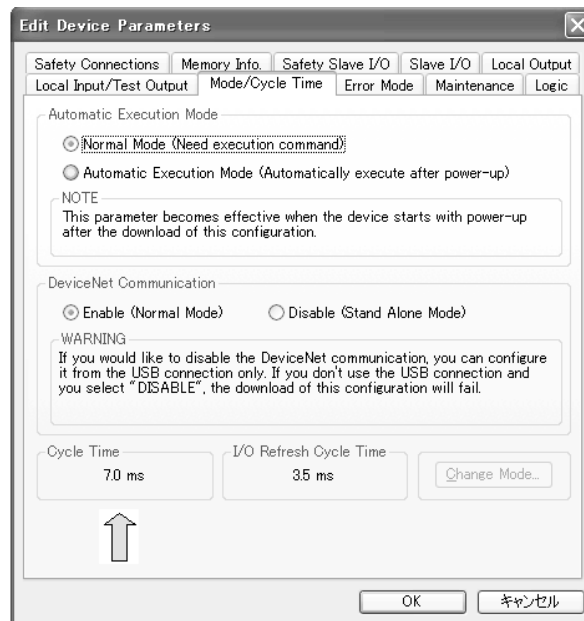 Edit Device Parameters
Safety Connections Memory Info. Safety Slave I/O Slave I/O Local Output
Local Input/Test Output Mode/Cycle Time Error Mode Maintenance Logic
Automatic Execution Mode
Normal Mode (Need execution command)
Automatic Execution Mode (Automatically execute after power-up)
NOTE
This parameter becomes effective when the device starts with power-up
after the download of this configuration.
DeviceNet Communication
Enable (Normal Mode) Disable (Stand Alone Mode)
WARNING
If you would like to disable the DeviceNet communication, you can configure
it from the USB connection only. If you don't use the USB connection and
you select "DISABLE", the download of this configuration will fail.
Cycle Time I/O Refresh Cycle Time
7.0 ms 3.5 ms Change Mode...
OK キャンセル